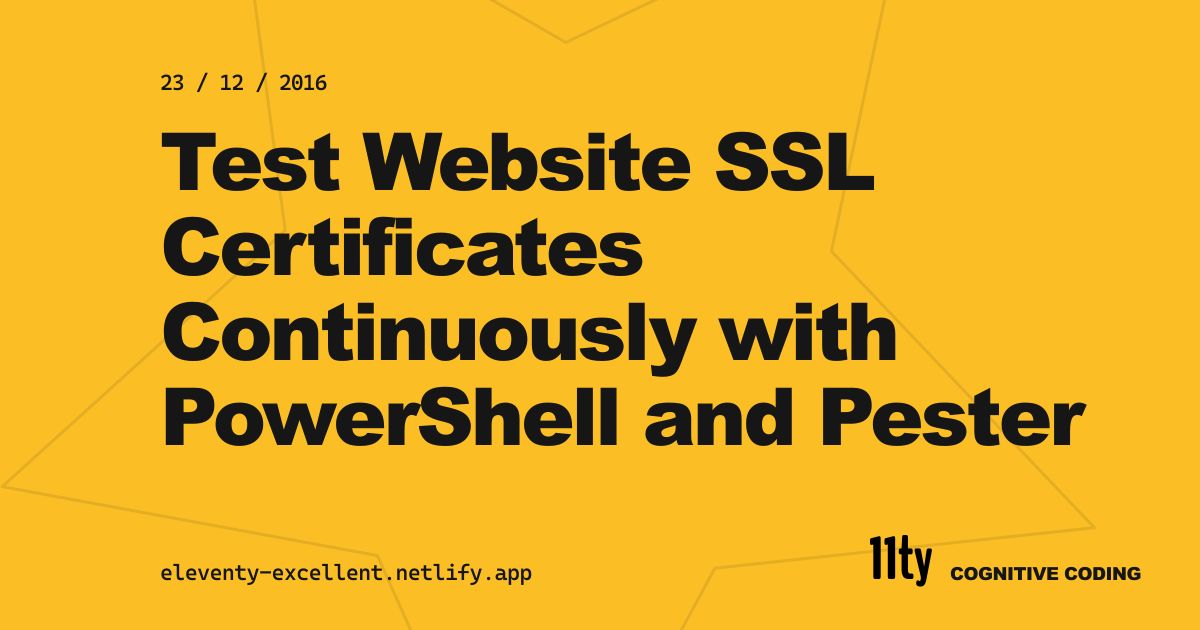 23 / 12 / 2016
Test Website SSL
Certificates
Continuously with
PowerShell and Pester
eleventy-excellent.netlify.app
11ty COGNITIVE CODING